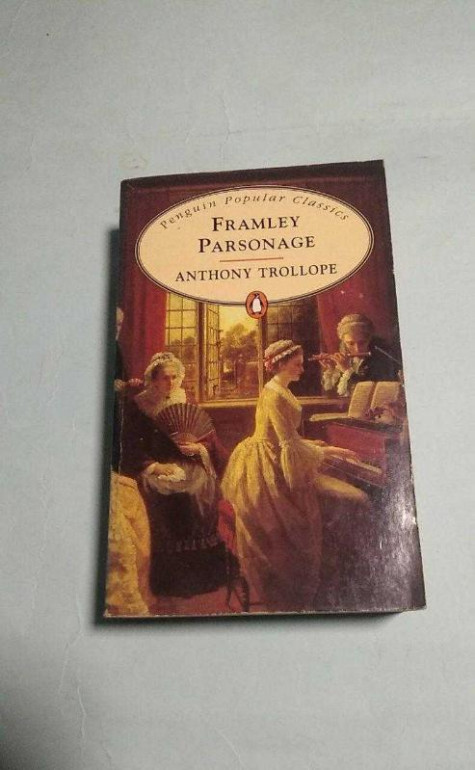 Penguin Popular Classics
FRAMLEY
PARSONAGE
ANTHONY TROLLOPE